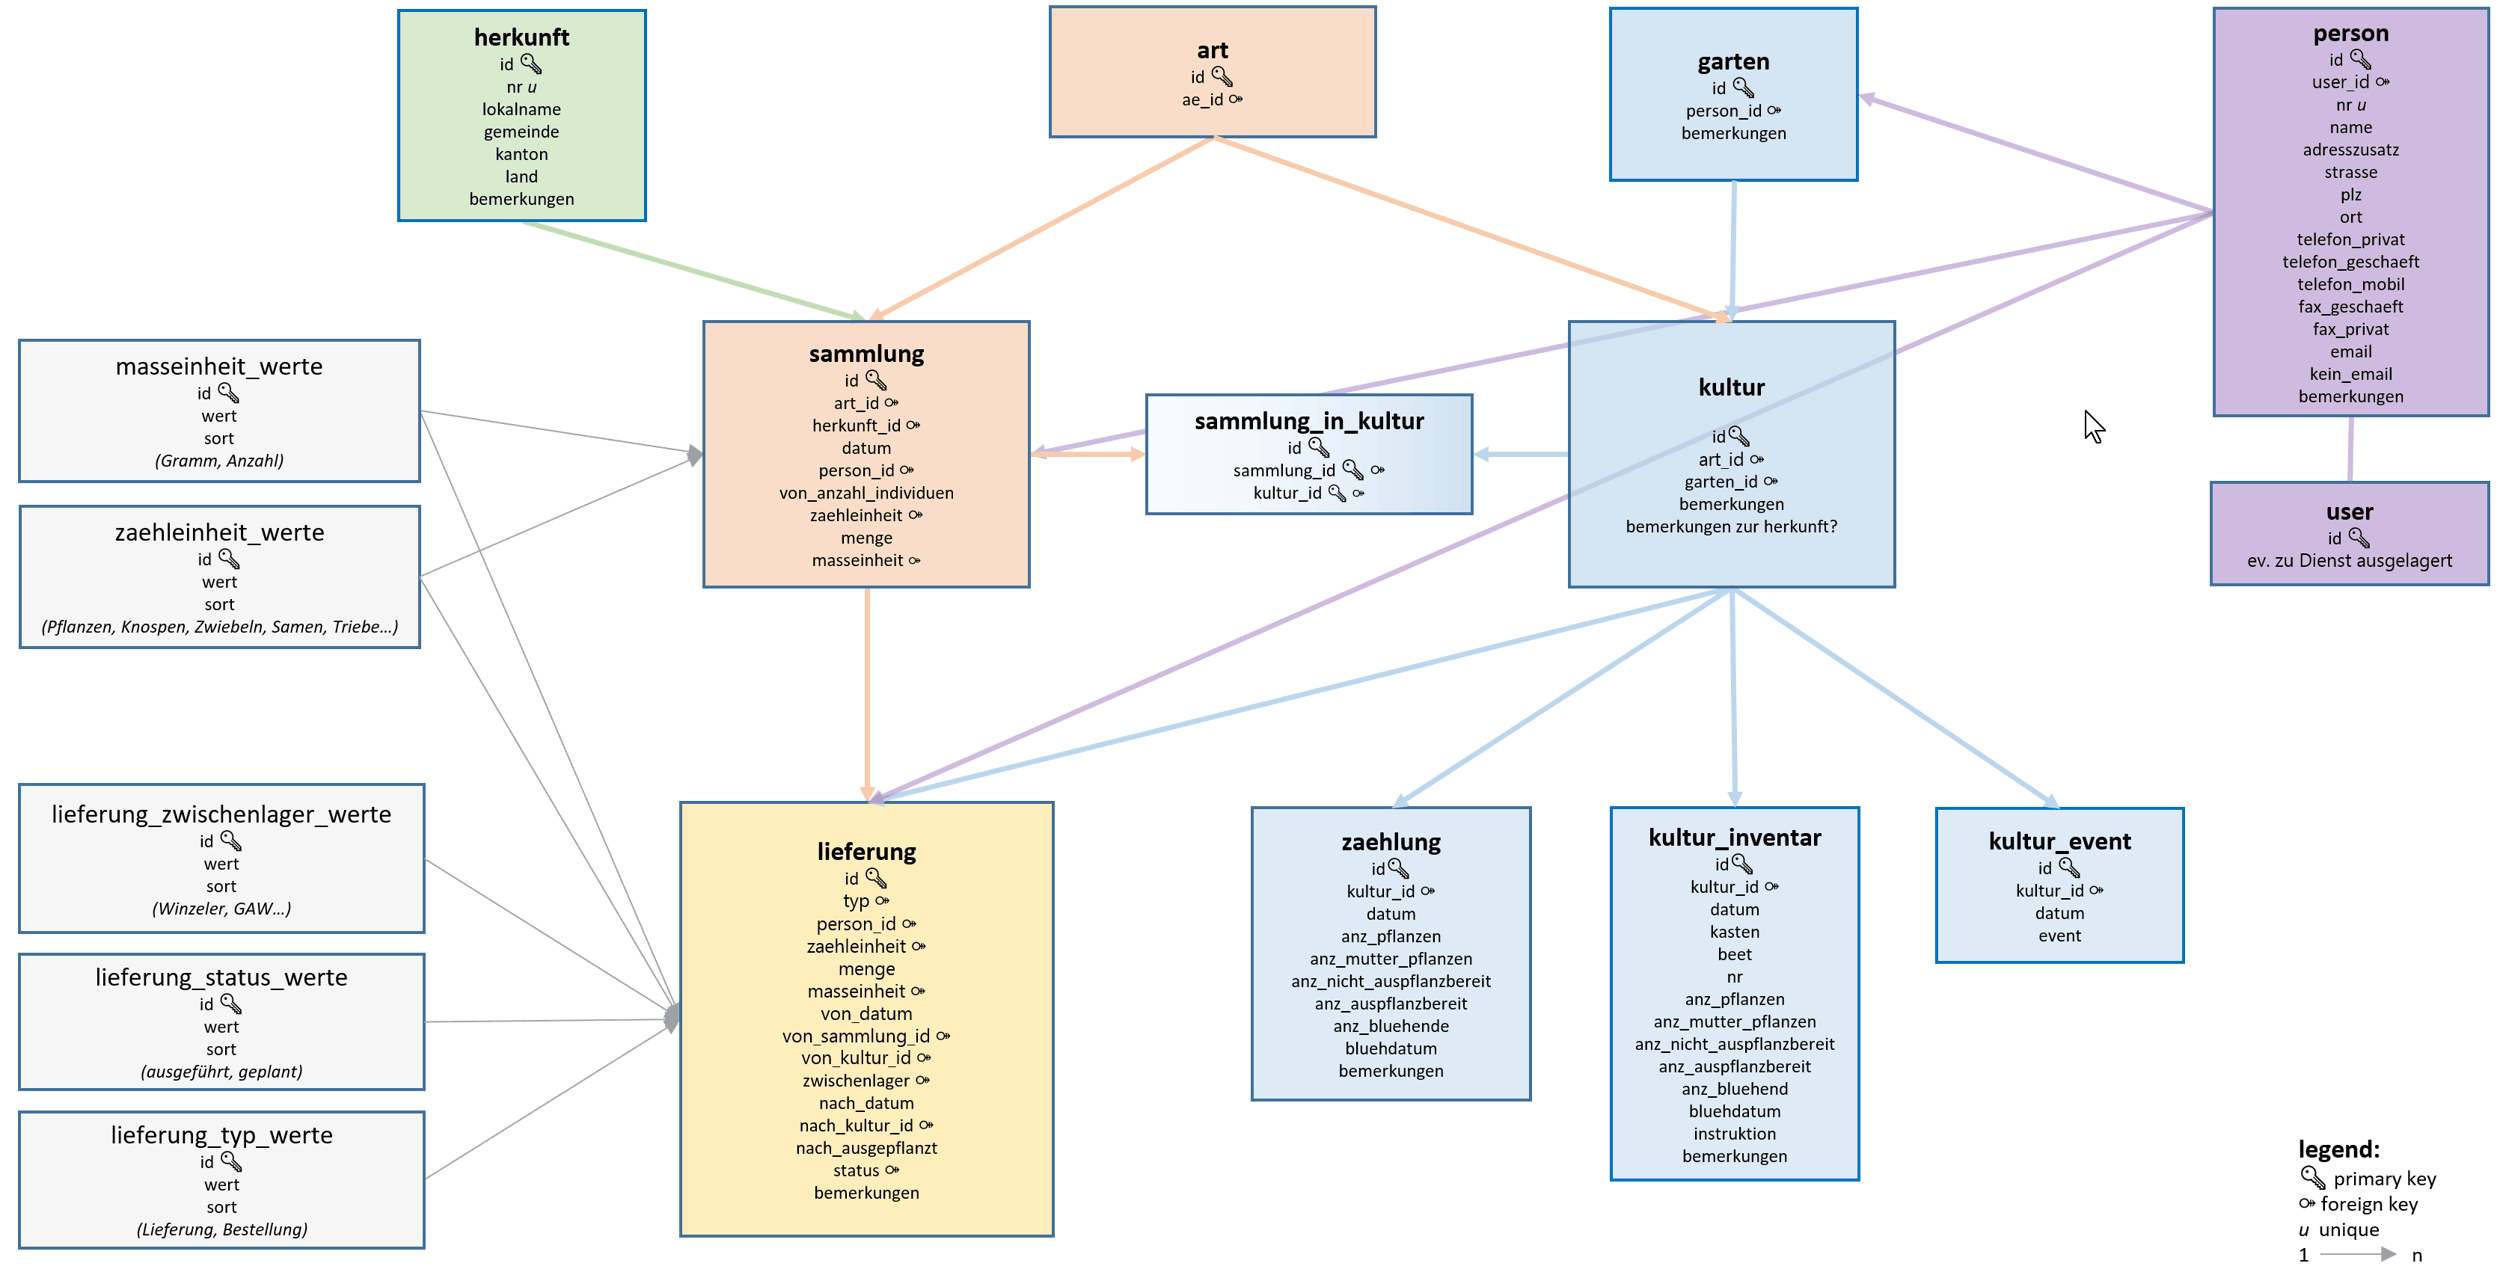 herkunft
id
nr u
lokalname
gemeinde
kanton
land
bemerkungen
art
id
ae_id
garten
id
person_id
bemerkungen
person
id
user_id
nr u
name
adresszusatz
strasse
plz
ort
telefon_privat
telefon_geschaeft
telefon_mobil
fax_geschaeft
fax_privat
email
kein_email
bemerkungen
masseinheit_werte
id
wert
sort
(Gramm, Anzahl)
sammlung
id
art_id
herkunft_id
datum
person_id
von_anzahl_individuen
zaehleinheit
menge
masseinheit
sammlung_in_kultur
id
sammlung_id
kultur_id
kultur
id
art_id
garten_id
bemerkungen
bemerkungen zur herkunft?
user
id
ev. zu Dienst ausgelagert
zaehleinheit_werte
id
wert
sort
(Pflanzen, Knospen, Zwiebeln, Samen, Triebe...)
lieferung_zwischenlager_werte
id
wert
sort
(Winzeler, GAW...)
lieferung_status_werte
id
wert
sort
(ausgeführt, geplant)
lieferung_typ_werte
id
wert
sort
(Lieferung, Bestellung)
lieferung
id
typ
person_id
zaehleinheit
menge
masseinheit
von_datum
von_sammlung_id
von_kultur_id
zwischenlager
nach_datum
nach_kultur_id
nach_ausgepflanzt
status
bemerkungen
zaehlung
id
kultur_id
datum
anz_pflanzen
anz_mutter_pflanzen
anz_nicht_auspflanzbereit
anz_auspflanzbereit
anz_bluehende
bluehdatum
bemerkungen
kultur_inventar
id
kultur_id
datum
kasten
beet
nr
anz_pflanzen
anz_mutter_pflanzen
anz_nicht_auspflanzbereit
anz_auspflanzbereit
anz_bluehend
bluehdatum
instruktion
bemerkungen
kultur_event
id
kultur_id
datum
event
legend:
primary key
foreign key
u unique
1 n